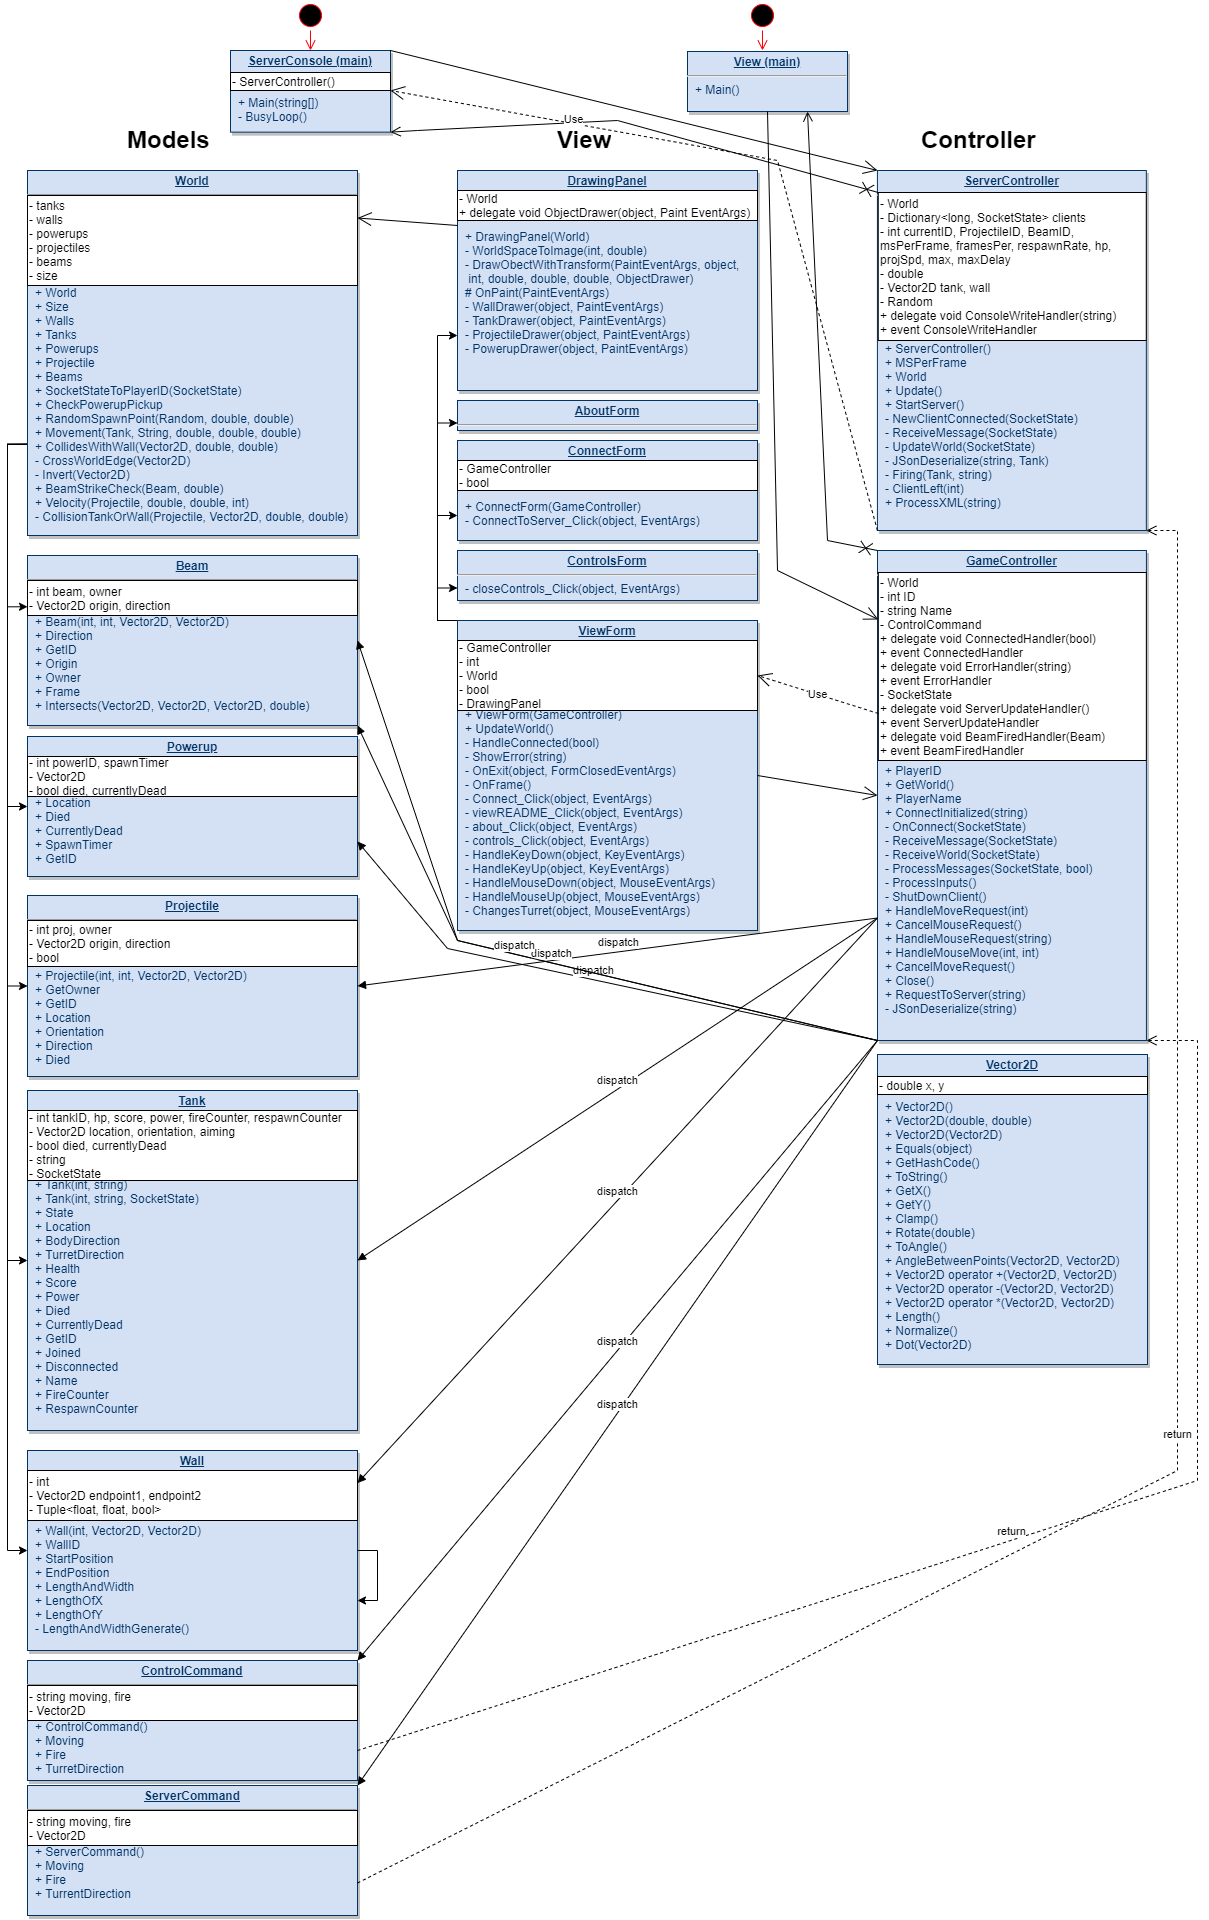 ServerConsole (main)
- ServerController()
+ Main(string[])
- BusyLoop()
View (main)
+ Main()
Use
Models
View
Controller
World
- tanks
- walls
- powerups
- projectiles
- beams
- size
+ World
+ Size
+ Walls
+ Tanks
+ Powerups
+ Projectile
+ Beams
+ SocketStateToPlayerID(SocketState)
+ CheckPowerupPickup
+ RandomSpawnPoint(Random, double, double)
+ Movement(Tank, String, double, double, double)
+ CollidesWithWall(Vector2D, double, double)
- CrossWorldEdge(Vector2D)
- Invert(Vector2D)
+ BeamStrikeCheck(Beam, double)
+ Velocity(Projectile, double, double, int)
- CollisionTankOrWall(Projectile, Vector2D, double, double)
Beam
- int beam, owner
- Vector2D origin, direction
+ Beam(int, int, Vector2D, Vector2D)
+ Direction
+ GetID
+ Origin
+ Owner
+ Frame
+ Intersects(Vector2D, Vector2D, Vector2D, double)
Powerup
- int powerID, spawnTimer
- Vector2D
- bool died, currentlyDead
+ Location
+ Died
+ CurrentlyDead
+ SpawnTimer
+ GetID
Projectile
- int proj, owner
- Vector2D origin, direction
- bool
+ Projectile(int, int, Vector2D, Vector2D)
+ GetOwner
+ GetID
+ Location
+ Orientation
+ Direction
+ Died
Tank
- int tankID, hp, score, power, fireCounter, respawnCounter
- Vector2D location, orientation, aiming
- bool died, currentlyDead
- string
- SocketState
+ Tank(int, string)
+ Tank(int, string, SocketState)
+ State
+ Location
+ BodyDirection
+ TurretDirection
+ Health
+ Score
+ Power
+ Died
+ CurrentlyDead
+ GetID
+ Joined
+ Disconnected
+ Name
+ FireCounter
+ RespawnCounter
Wall
- int
- Vector2D endpoint1, endpoint2
- Tuple<float, float, bool>
+ Wall(int, Vector2D, Vector2D)
+ WallID
+ StartPosition
+ EndPosition
+ LengthAndWidth
+ LengthOfX
+ LengthOfY
- LengthAndWidthGenerate()
ControlCommand
- string moving, fire
- Vector2D
+ ControlCommand()
+ Moving
+ Fire
+ TurretDirection
ServerCommand
- string moving, fire
- Vector2D
+ ServerCommand()
+ Moving
+ Fire
+ TurrentDirection
DrawingPanel
- World
+ delegate void ObjectDrawer(object, Paint EventArgs)
+ DrawingPanel(World)
- WorldSpaceToImage(int, double)
- DrawObectWithTransform(PaintEventArgs, object,
int, double, double, double, ObjectDrawer)
# OnPaint(PaintEventArgs)
- WallDrawer(object, PaintEventArgs)
- TankDrawer(object, PaintEventArgs)
- ProjectileDrawer(object, PaintEventArgs)
- PowerupDrawer(object, PaintEventArgs)
AboutForm
ConnectForm
- GameController
- bool
+ ConnectForm(GameController)
- ConnectToServer_Click(object, EventArgs)
ControlsForm
- closeControls_Click(object, EventArgs)
ViewForm
- GameController
- int
- World
- bool
- DrawingPanel
+ ViewForm(GameController)
+ UpdateWorld()
- HandleConnected(bool)
- ShowError(string)
- OnExit(object, FormClosedEventArgs)
- OnFrame()
- Connect_Click(object, EventArgs)
- viewREADME_Click(object, EventArgs)
- about_Click(object, EventArgs)
- controls_Click(object, EventArgs)
- HandleKeyDown(object, KeyEventArgs)
- HandleKeyUp(object, KeyEventArgs)
- HandleMouseDown(object, MouseEventArgs)
- HandleMouseUp(object, MouseEventArgs)
- ChangesTurret(object, MouseEventArgs)
Use
dispatch
dispatch
dispatch
dispatch
dispatch
dispatch
dispatch
dispatch
ServerController
- World
- Dictionary<long, SocketState> clients
- int currentID, ProjectileID, BeamID,
msPerFrame, framesPer, respawnRate, hp,
projSpd, max, maxDelay
- double
- Vector2D tank, wall
- Random
+ delegate void ConsoleWriteHandler(string)
+ event ConsoleWriteHandler
+ ServerController()
+ MSPerFrame
+ World
+ Update()
+ StartServer()
- NewClientConnected(SocketState)
- ReceiveMessage(SocketState)
- UpdateWorld(SocketState)
- JSonDeserialize(string, Tank)
- Firing(Tank, string)
- ClientLeft(int)
+ ProcessXML(string)
GameController
- World
- int ID
- string Name
- ControlCommand
+ delegate void ConnectedHandler(bool)
+ event ConnectedHandler
+ delegate void ErrorHandler(string)
+ event ErrorHandler
- SocketState
+ delegate void ServerUpdateHandler()
+ event ServerUpdateHandler
+ delegate void BeamFiredHandler(Beam)
+ event BeamFiredHandler
+ PlayerID
+ GetWorld()
+ PlayerName
+ ConnectInitialized(string)
- OnConnect(SocketState)
- ReceiveMessage(SocketState)
- ReceiveWorld(SocketState)
- ProcessMessages(SocketState, bool)
- ProcessInputs()
- ShutDownClient()
+ HandleMoveRequest(int)
+ CancelMouseRequest()
+ HandleMouseRequest(string)
+ HandleMouseMove(int, int)
+ CancelMoveRequest()
+ Close()
+ RequestToServer(string)
- JSonDeserialize(string)
Vector2D
- double x, y
+ Vector2D()
+ Vector2D(double, double)
+ Vector2D(Vector2D)
+ Equals(object)
+ GetHashCode()
+ ToString()
+ GetX()
+ GetY()
+ Clamp()
+ Rotate(double)
+ ToAngle()
+ AngleBetweenPoints(Vector2D, Vector2D)
+ Vector2D operator +(Vector2D, Vector2D)
+ Vector2D operator -(Vector2D, Vector2D)
+ Vector2D operator *(Vector2D, Vector2D)
+ Length()
+ Normalize()
+ Dot(Vector2D)
return
return